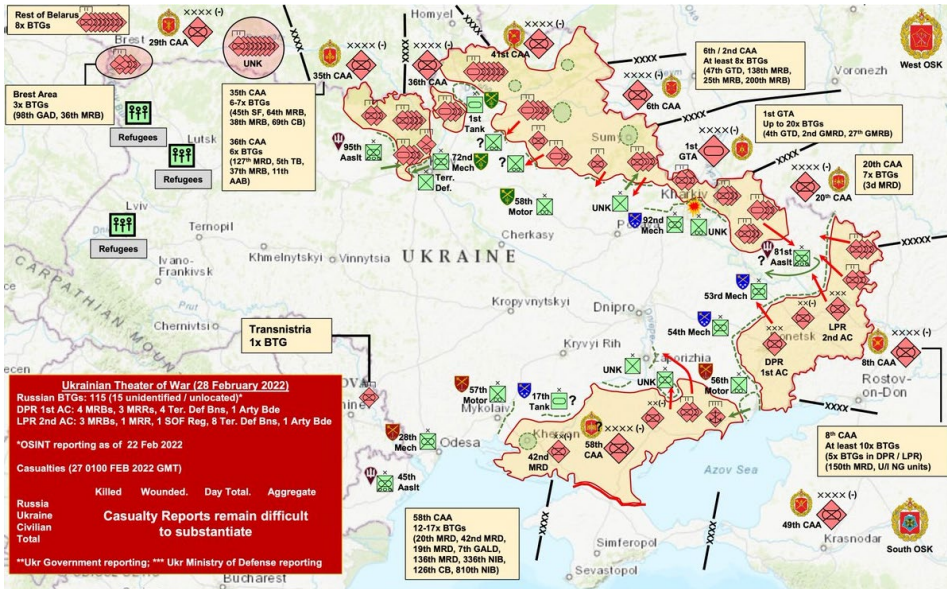 Rest of Belarus
8x BTGs
×××× (-)
29th CAA
Brest
UNK
Brest Area
3x BTGs
(98th GAD, 36th MRB)
Refugees
Lutsk
Refugees
Lviv
Refugees
×××× (-)
35th CAA
35th CAA
6-7x BTGs
(45th SF, 64th MRB,
38th MRB, 69th CB)
36th CAA
6x BTGs
(127th MRD, 5th TB,
37th MRB, 11th
AAB)
XXXX
Homyel
×××× (-)
36th CAA
×××× (-)
41st CAA
XXXX
6th / 2nd CAA
At least 8x BTGs
(47th GTD, 138th MRB,
25th MRB, 200th MRB)
Voronezh
West OSK
×××× (-)
6th CAA
XXXX
1st GTA
Up to 20x BTGs
(4th GTD, 2nd GMRD, 27th GMRB)
1st
GTA
XXXX
20th CAA
7x BTGs
(3d MRD)
×××× (-)
20th CAA
XXXXX
1st
Tank
95th
Aaslt
72nd
Mech
Terr.
Def.
?
?
Sumy
58th
Motor
UNK
Kharkiv
92nd
Mech
UNK
81st
Aaslt
?
53rd Mech
54th Mech
Ternopil
Khmelnytskyi
Vinnytsia
Ivano-
Frankivsk
Prut
Chernivtsi
CARPATHIAN MOUN
UKRAINE
Cherkasy
Kropyvnytskyi
Dnipro
Kryvyi Rih
Zaporizhia
××(-)
×××
LPR
2nd AC
×××
DPR
1st AC
×××× (-)
8th CAA
Rostov-
on-Don
XXXX
Transnistria
1x BTG
UNK
UNK
56th
Motor
57th
Motor
17th
Tank
?
Mykolaiv
28th
Mech
Odesa
45th
Aaslt
××(-)
42nd
MRD
?
×××× (-)
58th
CAA
××(-)
Azov Sea
8th CAA
At least 10x BTGs
(5x BTGs in DPR / LPR)
(150th MRD, U/I NG units)
×××× (-)
49th CAA
Krasnodar
South OSK
58th CAA
12-17x BTGs
(20th MRD, 42nd MRD,
19th MRD, 7th GALD,
136th MRD, 336th NIB,
126th CB, 810th NIB)
XXXX
XXXX
Simferopol
Sevastopol
Bucharest
Ukrainian Theater of War (28 February 2022)
Russian BTGs: 115 (15 unidentified / unlocated)*
DPR 1st AC: 4 MRBs, 3 MRRs, 4 Ter. Def Bns, 1 Arty Bde
LPR 2nd AC: 3 MRBs, 1 MRR, 1 SOF Reg, 8 Ter. Def Bns, 1 Arty Bde
*OSINT reporting as of 22 Feb 2022
Casualties (27 0100 FEB 2022 GMT)
Killed Wounded. Day Total. Aggregate
Russia
Ukraine
Civilian
Total
Casualty Reports remain difficult
to substantiate
**Ukr Government reporting; *** Ukr Ministry of Defense reporting